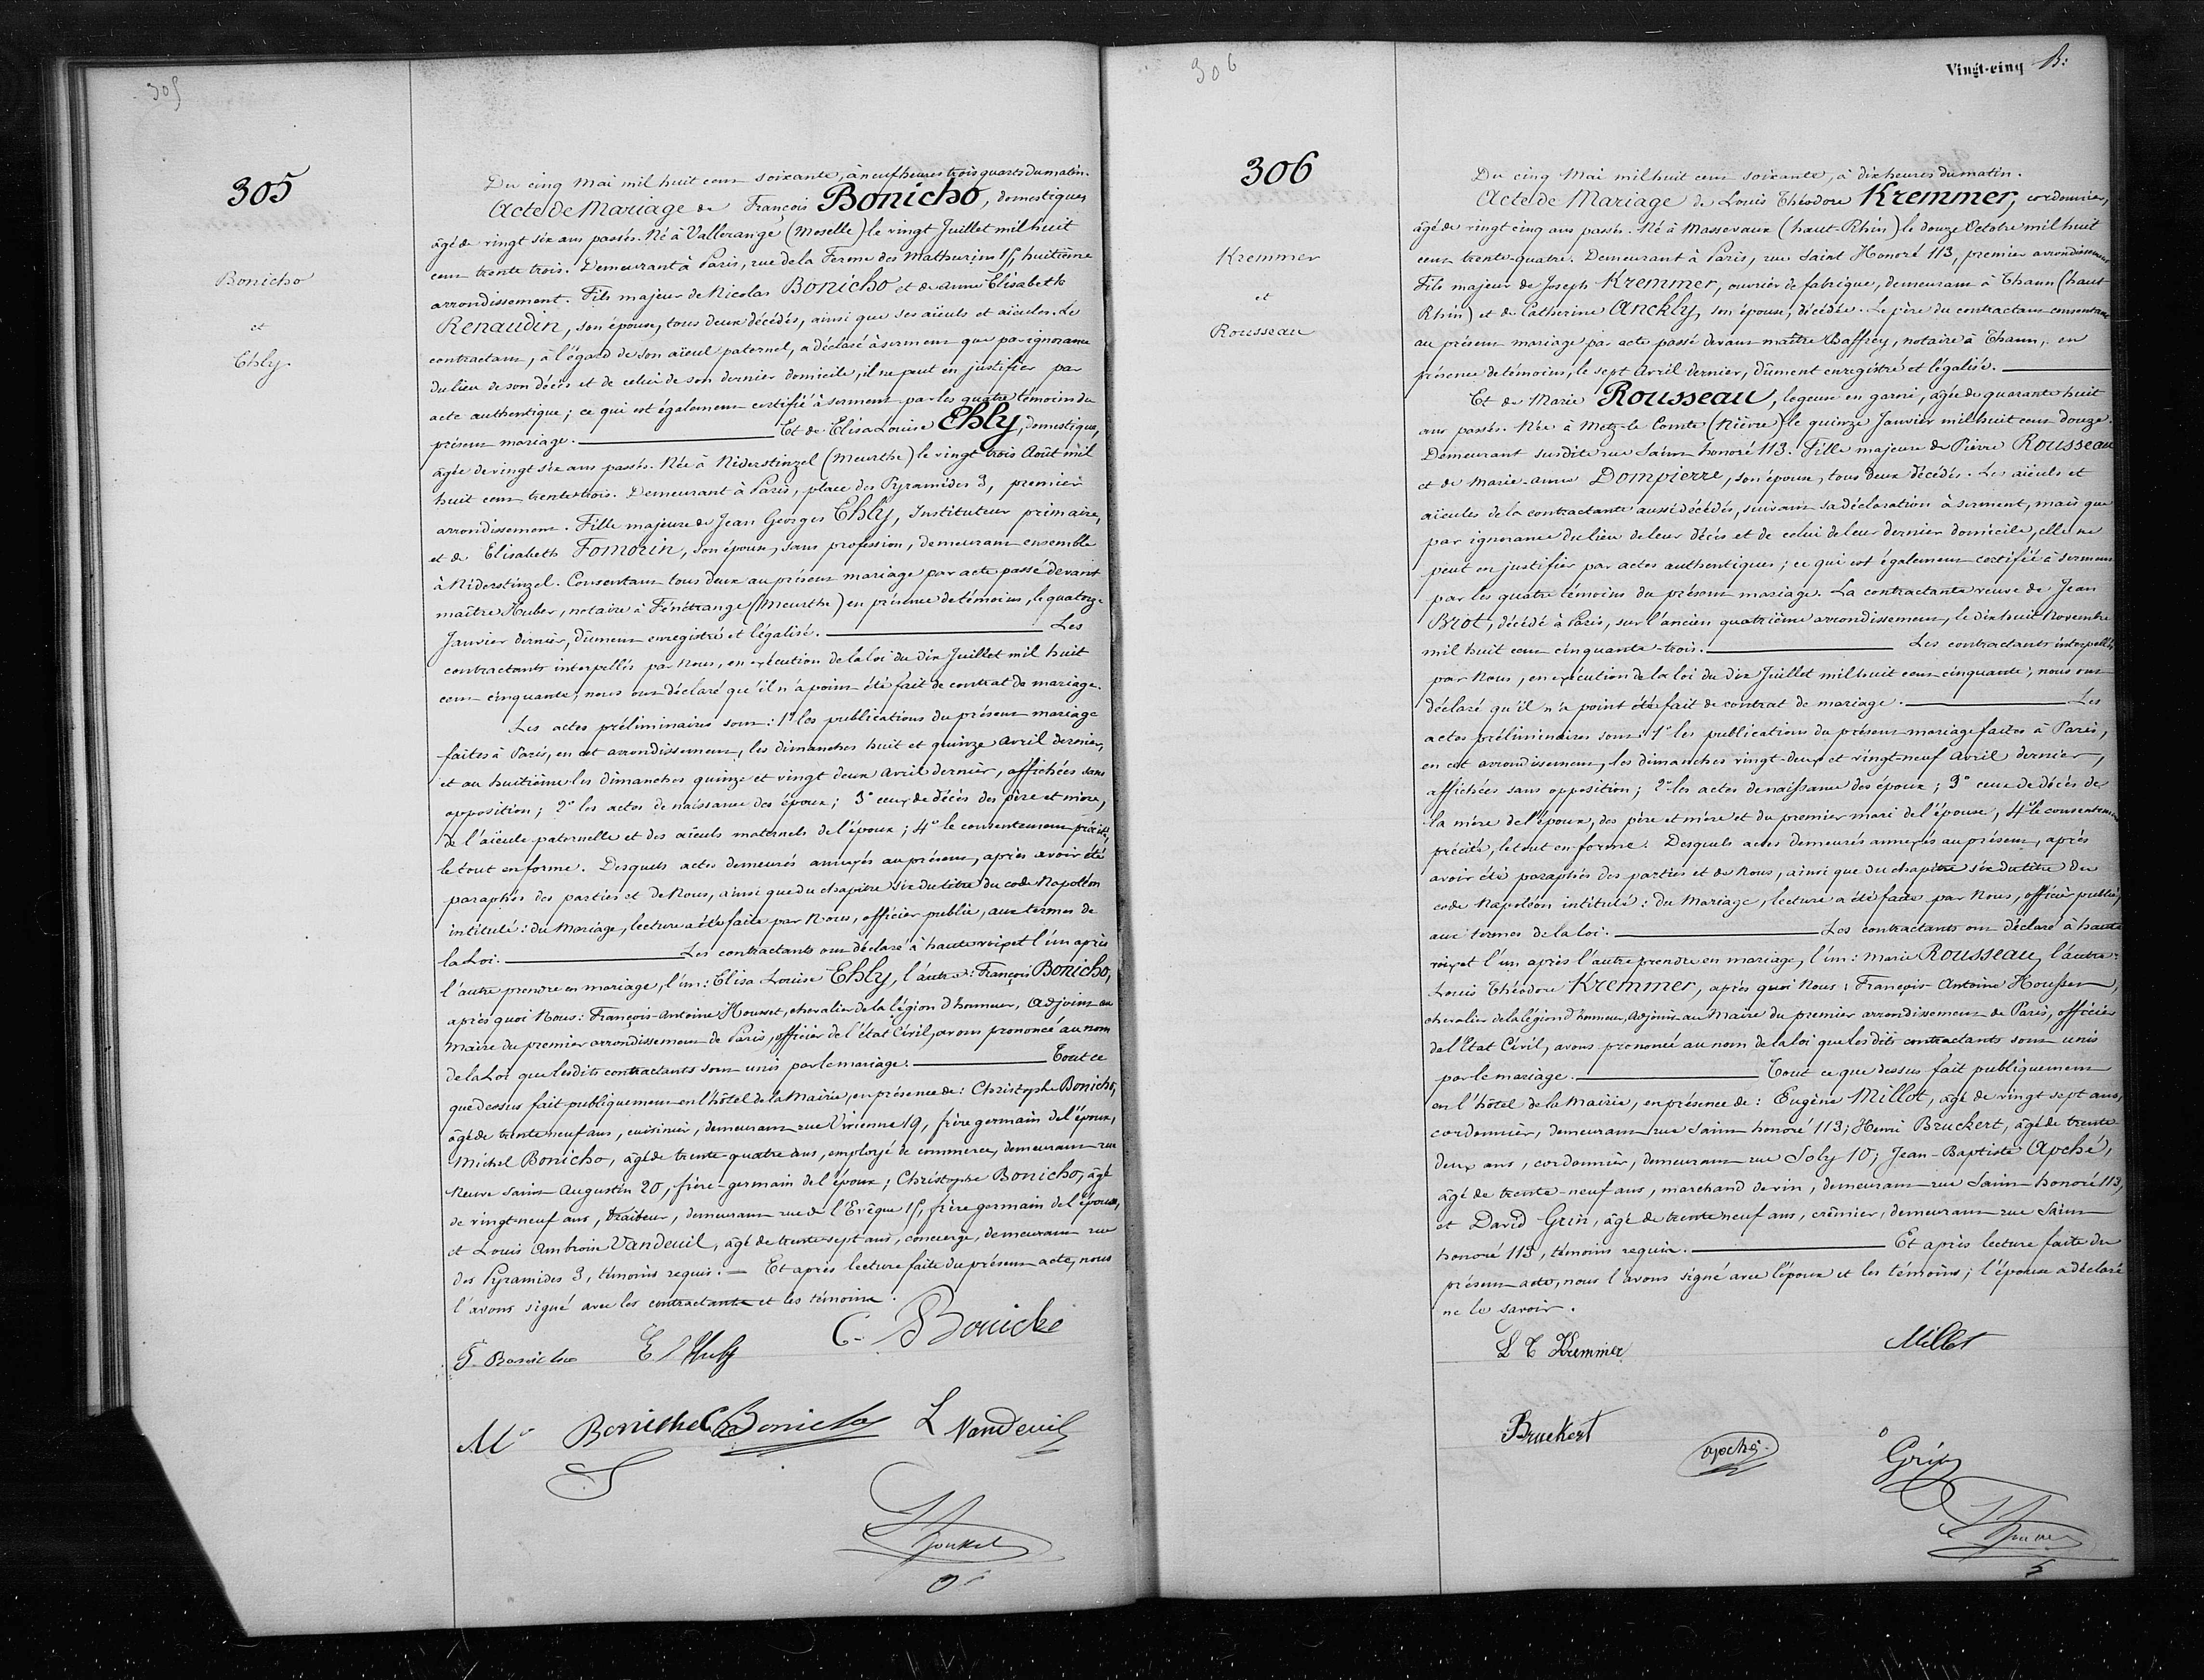 305
305
Bonicho
et
Ehly.
Du cinq Mai mil huit cent soixante, à neuf heures trois quarts du matin.
Acte de Mariage de François Bonicho, domestique,
âgé de vingt six ans passés. Né à Vallerange (Moselle) le vingt Juillet mil huit
cent trente trois. Demeurant à Paris, rue de la Ferme des Mathurins 15, huitième
arrondissement. Fils majeur de Nicolas Bonicho et de anne Elisabeth
Renaudin, son épouse, tous deux décédés, ainsi que ses aïeuls et aïeules. Le
contractant, à l'égard de son aïeul paternel, a déclaré à serment que par ignorance
du lieu de son décès et de celui de son dernier domicile, il ne peut en justifier par
acte authentique; ce qui est également certifié à serment par les quatre témoins du
présent mariage. Et de Elisa Louise Ehly, domestique,
âgée de vingt six ans passés. Née à Niderstinzel (Meurthe) le vingt trois Août mil
huit cent trente trois. Demeurant à Paris, place des Pyramides 3, premier
arrondissement. Fille majeure de Jean Georges Ehly, Instituteur primaire,
et de Elisabeth Fomorin, son épouse, sans profession, demeurant ensemble
à Niderstinzel. Consentant tous deux au présent mariage par acte passé devant
maître Huber, notaire à Fénétrange (Meurthe) en présence de témoins, le quatorze
Janvier dernier, dûment enregistré et légalisé. Les
contractants interpellés par Nous, en exécution de la loi du dix Juillet mil huit
cent cinquante, nous ont déclaré qu'il n'a point été fait de contrat de mariage.
Les actes préliminaires sont: 1° les publications du présent mariage
faites à Paris, en cet arrondissement, les dimanches huit et quinze avril dernier,
et au huitième les dimanches quinze et vingt deux avril dernier, affichées sans
opposition; 2° les actes de naissance des époux; 3° ceux de décès des père et mère,
de l'aïeule paternelle et des aïeuls maternels de l'époux; 4° le consentement précité,
le tout en forme. Desquels actes demeurés annexés au présent, après avoir été
paraphés des parties et de Nous, ainsi que du chapitre six du titre du code Napoléon
intitulé: du Mariage, lecture a été faite par Nous, officier public, aux termes de
la Loi. Les contractants ont déclaré à haute voix et l'un après
l'autre prendre en mariage, l'un: Elisa Louise Ehly, l'autre: François Bonicho,
après quoi Nous: François-Antoine Housset, chevalier de la légion d'honneur, Adjoint au
Maire du premier arrondissement de Paris, officier de l'état Civil, avons prononcé au nom
de la Loi que lesdits contractants sont unis par le mariage. Tout ce
que dessus fait publiquement en l'hôtel de la Mairie, en présence de: Christophe Bonicho,
âgé de trente neuf ans, cuisinier, demeurant rue Vivienne 19, frère germain de l'époux,
Michel Bonicho, âgé de trente-quatre ans, employé de commerce, demeurant rue
Neuve Saint Augustin 20, frère-germain de l'époux; Christophe Bonicho, âgé
de vingt neuf ans, traiteur, demeurant rue de l'Evêque 15, frère germain de l'époux,
et Louis Ambroise Vandeuil, âgé de trente sept ans, concierge, demeurant rue
des Pyramides 3, témoins requis. Et après lecture faite du présent acte, nous
l'avons signé avec les contractants et les témoins.
F. Bonicho E L Ehly C. Bonicho
Mel Bonicho C Bonicho L Vandeuil
Housset
306
Vingt-cinq
306
Kremmer
et
Rousseau
Du cinq Mai mil huit cent soixante, à dix heures du matin.
Acte de Mariage de Louis Théodore Kremmer, cordonnier,
âgé de vingt cinq ans passés. Né à Massevaux (haut-Rhin) le douze Octobre mil huit
cent trente-quatre. Demeurant à Paris, rue Saint Honoré 113, premier arrondissement
Fils majeur de Joseph Kremmer, ouvrier de fabrique, demeurant à Thann (haut
Rhin) et de Catherine Anckly, son épouse, décédée. Le père du contractant consentant
au présent mariage par acte passé devant maître Chaffrey, notaire à Thann, en
présence de témoins, le sept Avril dernier, dûment enregistré et légalisé.
Et de Marie Rousseau, logeuse en garni, âgée de quarante huit
ans passés. Née à Metz-le Comte (Nièvre) le quinze Janvier mil huit cent douze.
Demeurant susdite rue Saint honoré 113. Fille majeure de Pierre Rousseau
et de Marie-anne Dompierre, son épouse, tous deux décédés. Les aïeuls et
aïeules de la contractante aussi décédés, suivant sa déclaration à serment, mais que
par ignorance du lieu de leur décès et de celui de leur dernier domicile, elle ne
peut en justifier par actes authentiques; ce qui est également certifié à serment
par les quatre témoins du présent mariage. La contractante veuve de Jean
Brot, décédé à Paris, sur l'ancien quatrième arrondissement, le dix huit Novembre
mil huit cent cinquante-trois. Les contractants interpellés
par Nous, en exécution de la loi du dix Juillet mil huit cent cinquante, nous ont
déclaré qu'il n'a point été fait de contrat de mariage. Les
actes préliminaires sont: 1° les publications du présent mariage faites à Paris,
en cet arrondissement, les dimanches vingt-deux et vingt-neuf Avril dernier,
affichées sans opposition; 2° les actes de naissance des époux; 3° ceux de décès de
la mère de l'époux, des père et mère et du premier mari de l'épouse, 4° le consentement
précité, le tout en forme. Desquels actes demeurés annexés au présent, après
avoir été paraphés des parties et de Nous, ainsi que du chapitre six du titre du
code Napoléon intitulé: du Mariage, lecture a été faite par Nous, officier public,
aux termes de la loi. Les contractants ont déclaré à haute
voix et l'un après l'autre prendre en mariage, l'un: Marie Rousseau, l'autre:
Louis Théodore Kremmer, après quoi Nous: François-Antoine Housset,
chevalier de la légion d'honneur, Adjoint au Maire du premier arrondissement de Paris, officier
de l'Etat Civil, avons prononcé au nom de la loi que les dits contractants sont unis
par le mariage. Tout ce que dessus fait publiquement
en l'hôtel de la Mairie, en présence de: Eugène Millot, âgé de vingt sept ans,
cordonnier, demeurant rue Saint honoré 113; Henri Bruckert, âgé de trente
deux ans, cordonnier, demeurant rue Soly 10; Jean-Baptiste Apché,
âgé de trente-neuf ans, marchand de vin, demeurant rue Saint-honoré 113,
et David Grin, âgé de trente neuf ans, crémier, demeurant rue Saint
honoré 113, témoins requis. Et après lecture faite du
présent acte, nous l'avons signé avec l'époux et les témoins; l'épouse a déclaré
ne le savoir.
L T Kremmer Millot
Bruckert apché Grin
Housset